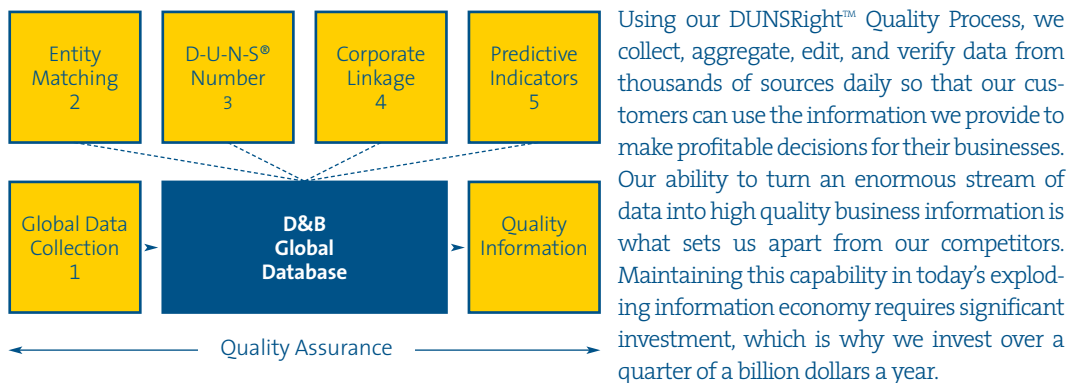 Entity
Matching
2
D-U-N-S®
Number
3
Corporate
Linkage
4
Predictive
Indicators
5
Global Data
Collection
1
D&B
Global
Database
Quality
Information
Quality Assurance
Using our DUNSRight™ Quality Process, we
collect, aggregate, edit, and verify data from
thousands of sources daily so that our cus-
tomers can use the information we provide to
make profitable decisions for their businesses.
Our ability to turn an enormous stream of
data into high quality business information is
what sets us apart from our competitors.
Maintaining this capability in today's explod-
ing information economy requires significant
investment, which is why we invest over a
quarter of a billion dollars a year.